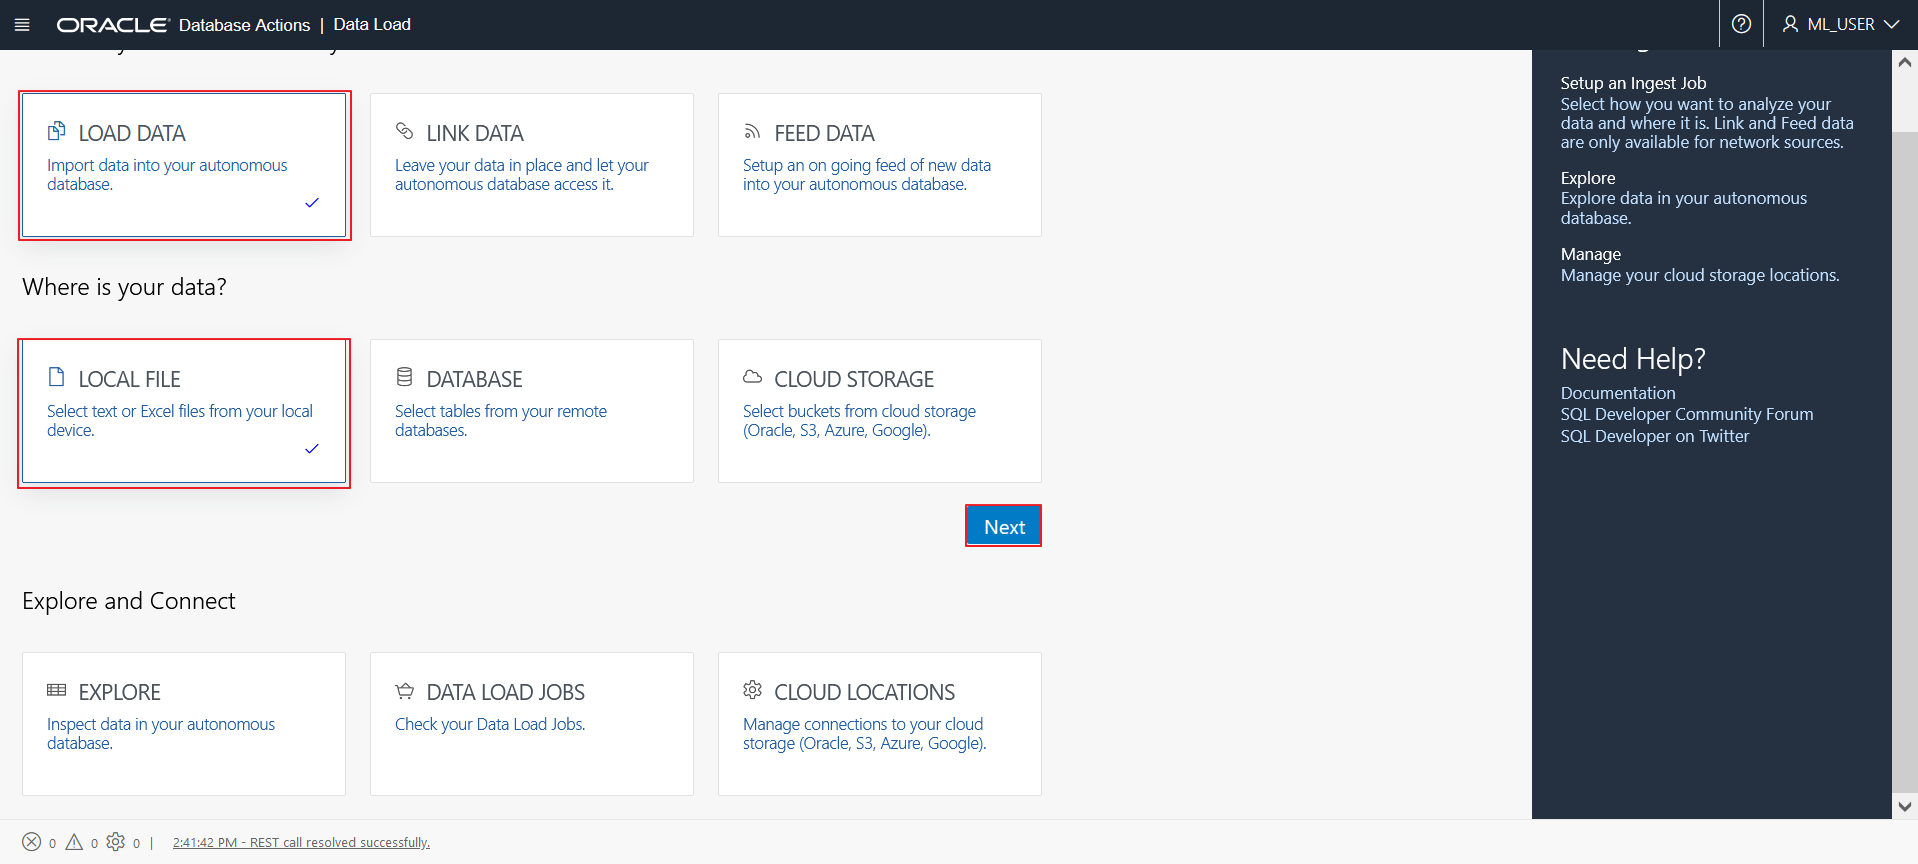 ORACLE Database Actions | Data Load
ML_USER
LOAD DATA
Import data into your autonomous
database.
LINK DATA
Leave your data in place and let your
autonomous database access it.
FEED DATA
Setup an on going feed of new data
into your autonomous database.
Where is your data?
LOCAL FILE
Select text or Excel files from your local
device.
DATABASE
Select tables from your remote
databases.
CLOUD STORAGE
Select buckets from cloud storage
(Oracle, S3, Azure, Google).
Next
Explore and Connect
EXPLORE
Inspect data in your autonomous
database.
DATA LOAD JOBS
Check your Data Load Jobs.
CLOUD LOCATIONS
Manage connections to your cloud
storage (Oracle, S3, Azure, Google).
Setup an Ingest Job
Select how you want to analyze your
data and where it is. Link and Feed data
are only available for network sources.
Explore
Explore data in your autonomous
database.
Manage
Manage your cloud storage locations.
Need Help?
Documentation
SQL Developer Community Forum
SQL Developer on Twitter
0 0 0 | 2:41:42 PM - REST call resolved successfully.